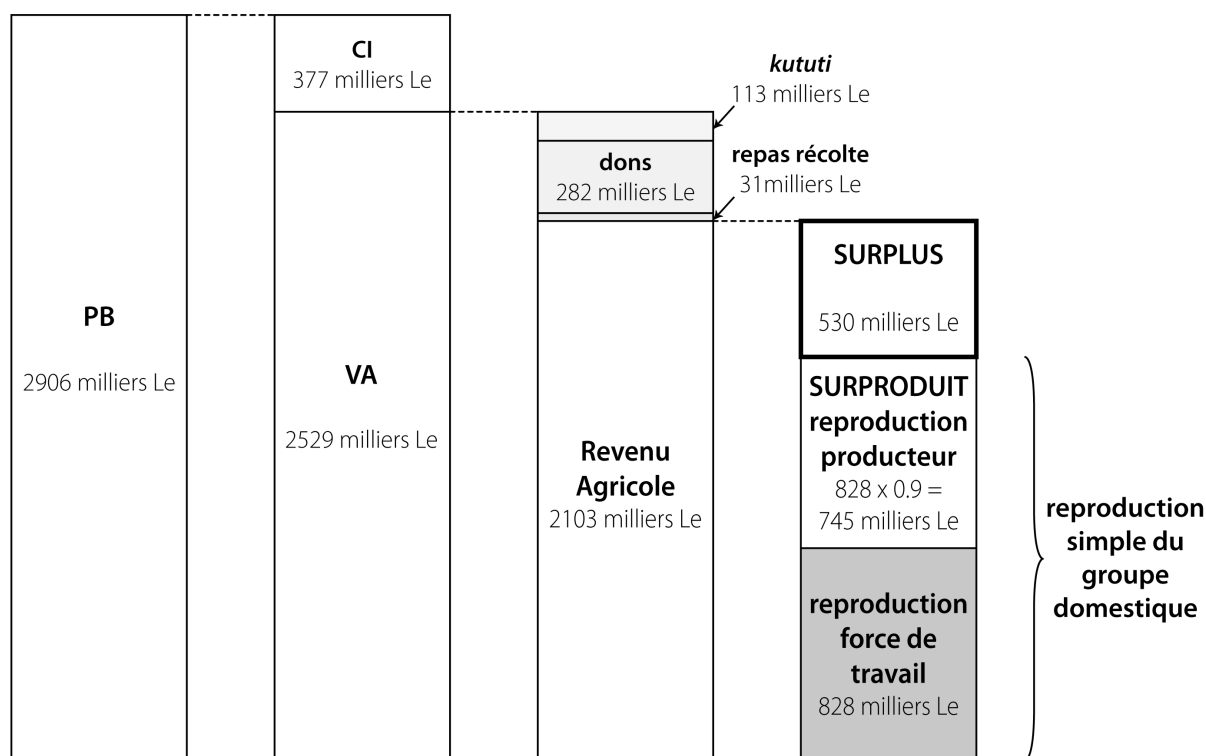 PB
2906 milliers Le
CI
377 milliers Le
VA
2529 milliers Le
kututi
113 milliers Le
dons
282 milliers Le
repas récolte
31milliers Le
Revenu
Agricole
2103 milliers Le
SURPLUS
530 milliers Le
SURPRODUIT
reproduction
producteur
828 x 0.9 =
745 milliers Le
reproduction
force de
travail
828 milliers Le
reproduction
simple du
groupe
domestique